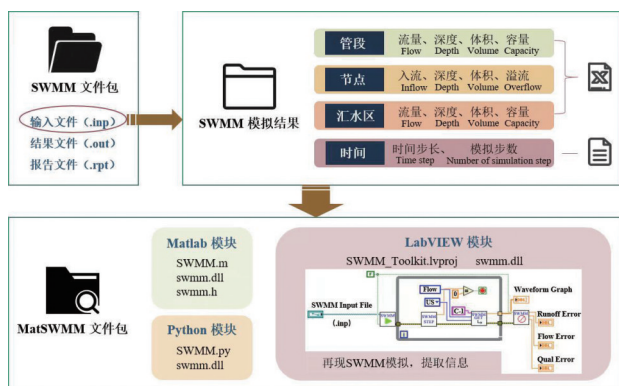 SWMM 文件包
输入文件（.inp）
结果文件（.out）
报告文件（.rpt）
SWMM 模拟结果
管段
流量、深度、体积、容量
Flow Depth Volume Capacity
节点
入流、深度、体积、溢流
Inflow Depth Volume Overflow
汇水区
流量、深度、体积、容量
Flow Depth Volume Capacity
时间
时间步长、 模拟步数
Time step Number of simulation step
MatSWMM 文件包
Matlab 模块
SWMM.m
swmm.dll
swmm.h
Python 模块
SWMM.py
swmm.dll
LabVIEW 模块
SWMM_Toolkit.lvproj swmm.dll
SWMM Input File
(.inp)
Flow
US
C-1
Waveform Graph
Runoff Error
Flow Error
Qual Error
再现SWMM模拟，提取信息